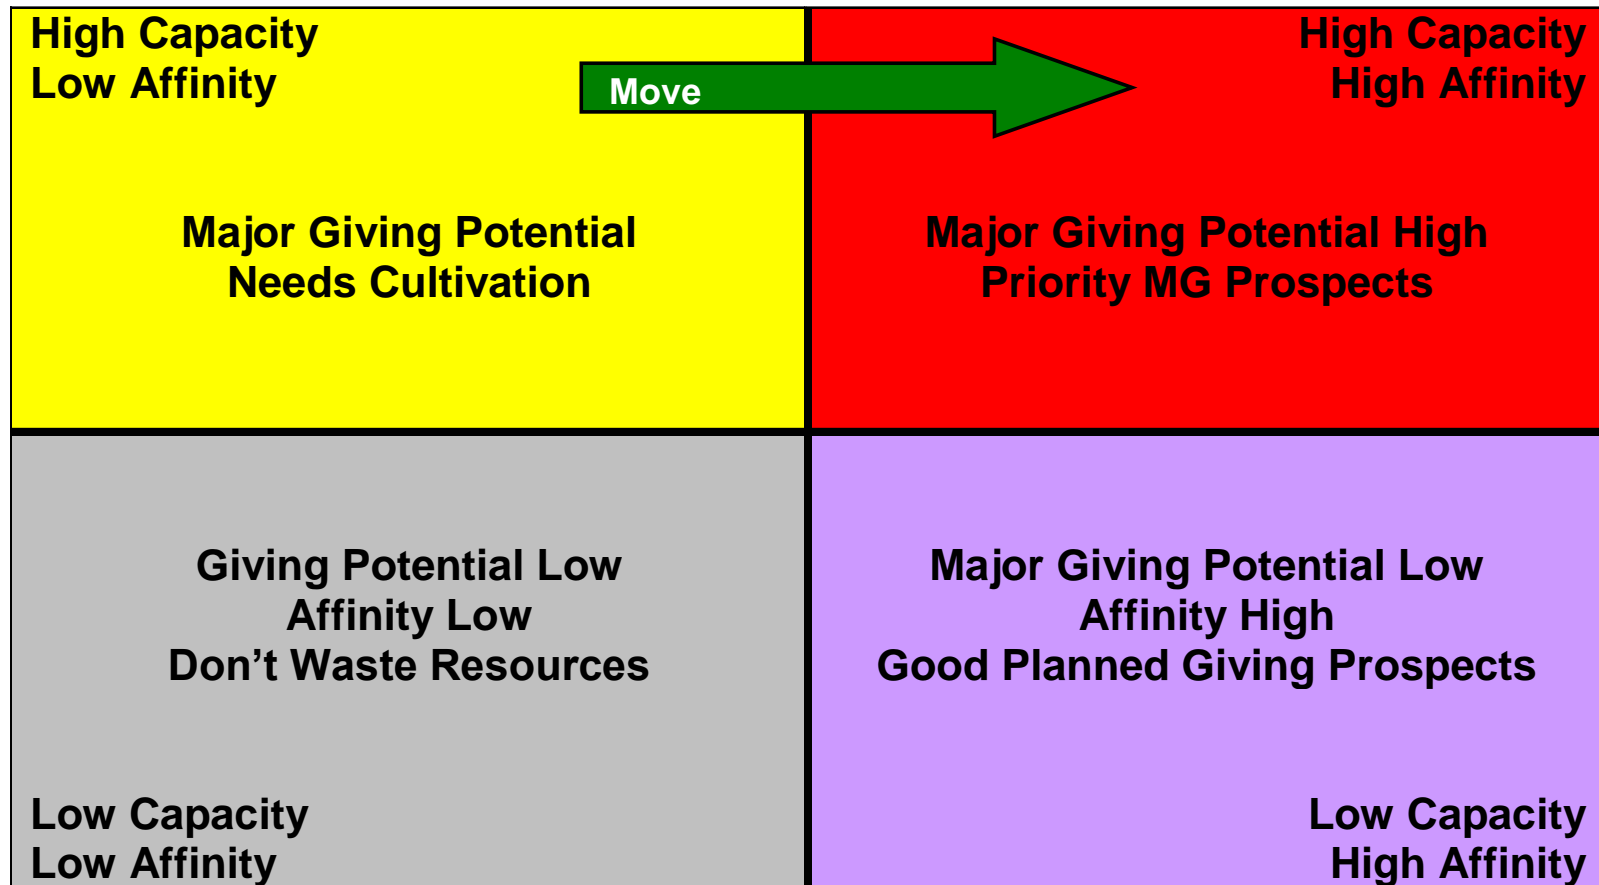 High Capacity
Low Affinity
Move
High Capacity
High Affinity
Major Giving Potential
Needs Cultivation
Major Giving Potential High
Priority MG Prospects
Giving Potential Low
Affinity Low
Don’t Waste Resources
Major Giving Potential Low
Affinity High
Good Planned Giving Prospects
Low Capacity
Low Affinity
Low Capacity
High Affinity